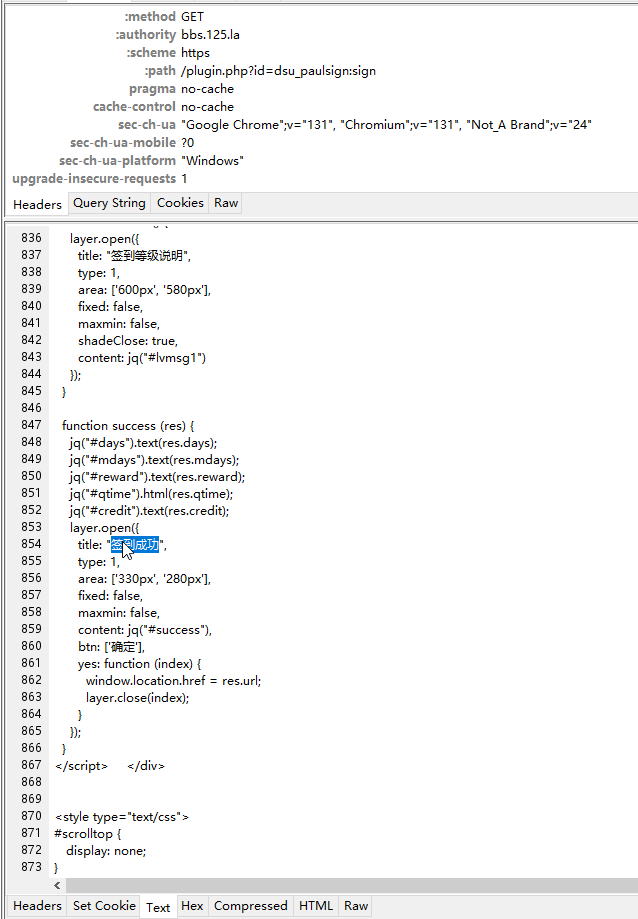 :method GET
:authority bbs.125.la
:scheme https
:path /plugin.php?id=dsu_paulsign:sign
pragma no-cache
cache-control no-cache
sec-ch-ua "Google Chrome";v="131", "Chromium";v="131", "Not_A Brand";v="24"
sec-ch-ua-mobile ?0
sec-ch-ua-platform "Windows"
upgrade-insecure-requests 1
Headers Query String Cookies Raw
836 layer.open({
837 title: "签到等级说明",
838 type: 1,
839 area: ['600px', '580px'],
840 fixed: false,
841 maxmin: false,
842 shadeClose: true,
843 content: jq("#lvmsg1")
844 });
845 }
846
847 function success (res) {
848 jq("#days").text(res.days);
849 jq("#mdays").text(res.mdays);
850 jq("#reward").text(res.reward);
851 jq("#qtime").html(res.qtime);
852 jq("#credit").text(res.credit);
853 layer.open({
854 title: "签到成功",
855 type: 1,
856 area: ['330px', '280px'],
857 fixed: false,
858 maxmin: false,
859 content: jq("#success"),
860 btn: ['确定'],
861 yes: function (index) {
862 window.location.href = res.url;
863 layer.close(index);
864 }
865 });
866 }
867 </script> </div>
868
869
870 <style type="text/css">
871 #scrolltop {
872 display: none;
873 }
Headers Set Cookie Text Hex Compressed HTML Raw